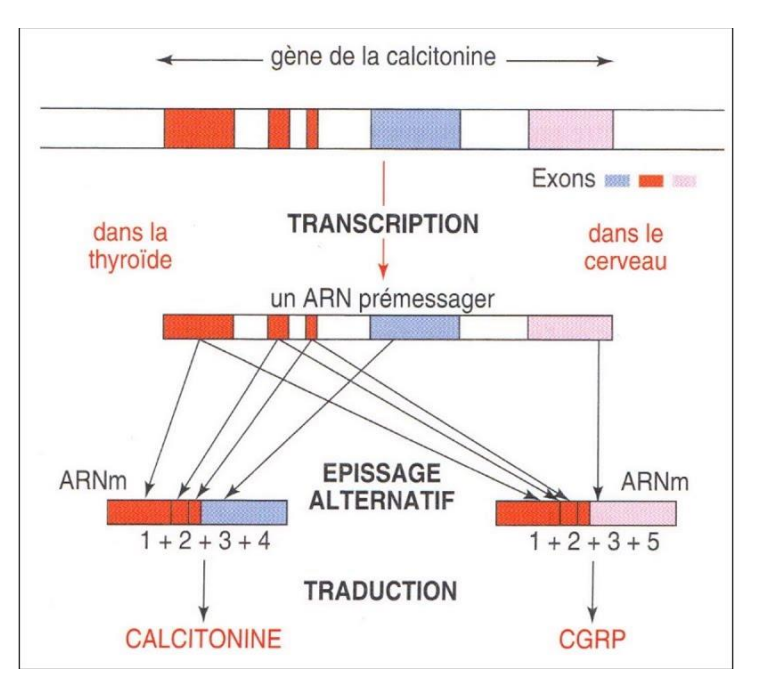 gène de la calcitonine
Exons
TRANSCRIPTION
dans la
thyroïde
dans le
cerveau
un ARN prémessager
ARNm
EPISSAGE
ALTERNATIF
ARNm
1 + 2 + 3 + 4
1 + 2 + 3 + 5
TRADUCTION
CALCITONINE
CGRP